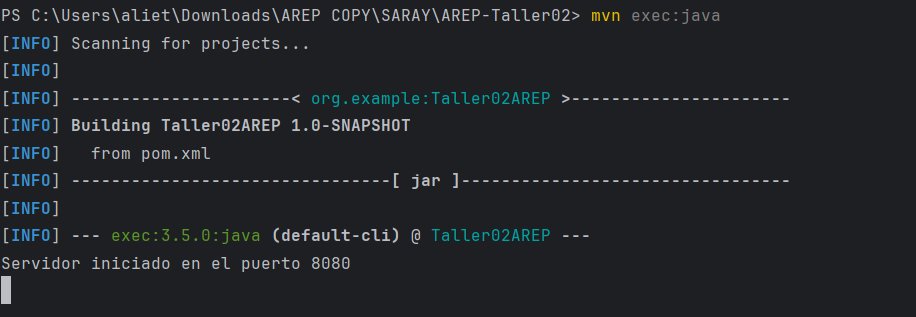 PS C:\Users\aliet\Downloads\AREP COPY\SARAY\AREP-Taller02> mvn exec:java
[INFO] Scanning for projects...
[INFO]
[INFO] ----------------------< org.example:Taller02AREP >----------------------
[INFO] Building Taller02AREP 1.0-SNAPSHOT
[INFO]   from pom.xml
[INFO] --------------------------------[ jar ]---------------------------------
[INFO]
[INFO] --- exec:3.5.0:java (default-cli) @ Taller02AREP ---
Servidor iniciado en el puerto 8080